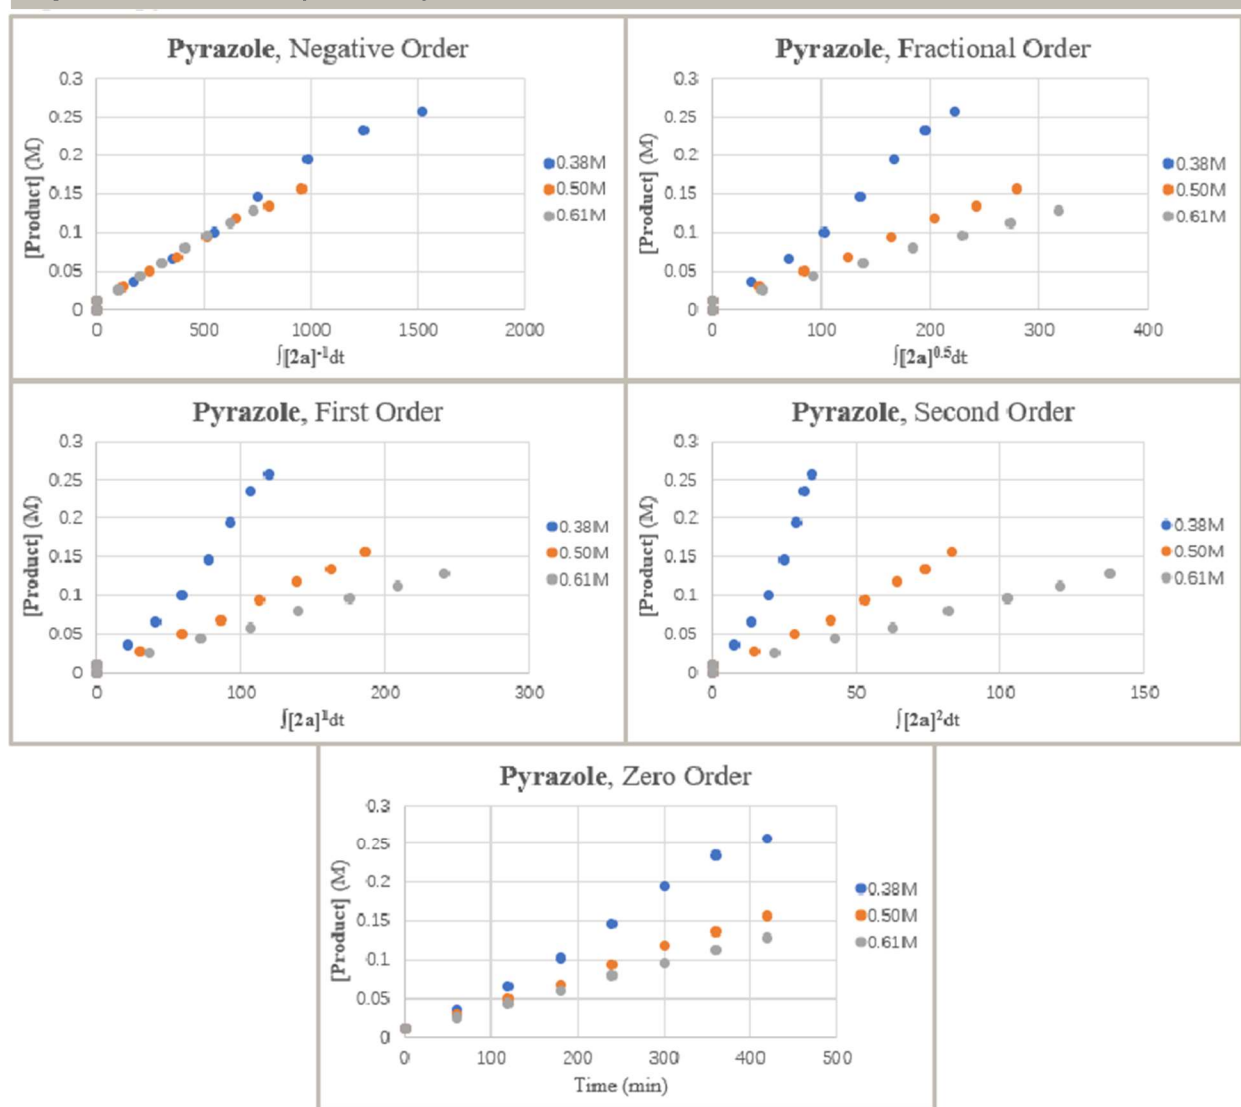 Pyrazole, Negative Order
0.3
0.25
0.2
0.15
0.1
0.05
0
[Product] (M)
0 500 1000 1500 2000
∫[2a]⁻¹dt
0.38M
0.50M
0.61M
Pyrazole, Fractional Order
0.3
0.25
0.2
0.15
0.1
0.05
0
[Product] (M)
0 100 200 300 400
∫[2a]⁰·⁵dt
0.38M
0.50M
0.61M
Pyrazole, First Order
0.3
0.25
0.2
0.15
0.1
0.05
0
[Product] (M)
0 100 200 300
∫[2a]¹dt
0.38M
0.50M
0.61M
Pyrazole, Second Order
0.3
0.25
0.2
0.15
0.1
0.05
0
[Product] (M)
0 50 100 150
∫[2a]²dt
0.38M
0.50M
0.61M
Pyrazole, Zero Order
0.3
0.25
0.2
0.15
0.1
0.05
0
[Product] (M)
0 100 200 300 400 500
Time (min)
0.38M
0.50M
0.61M